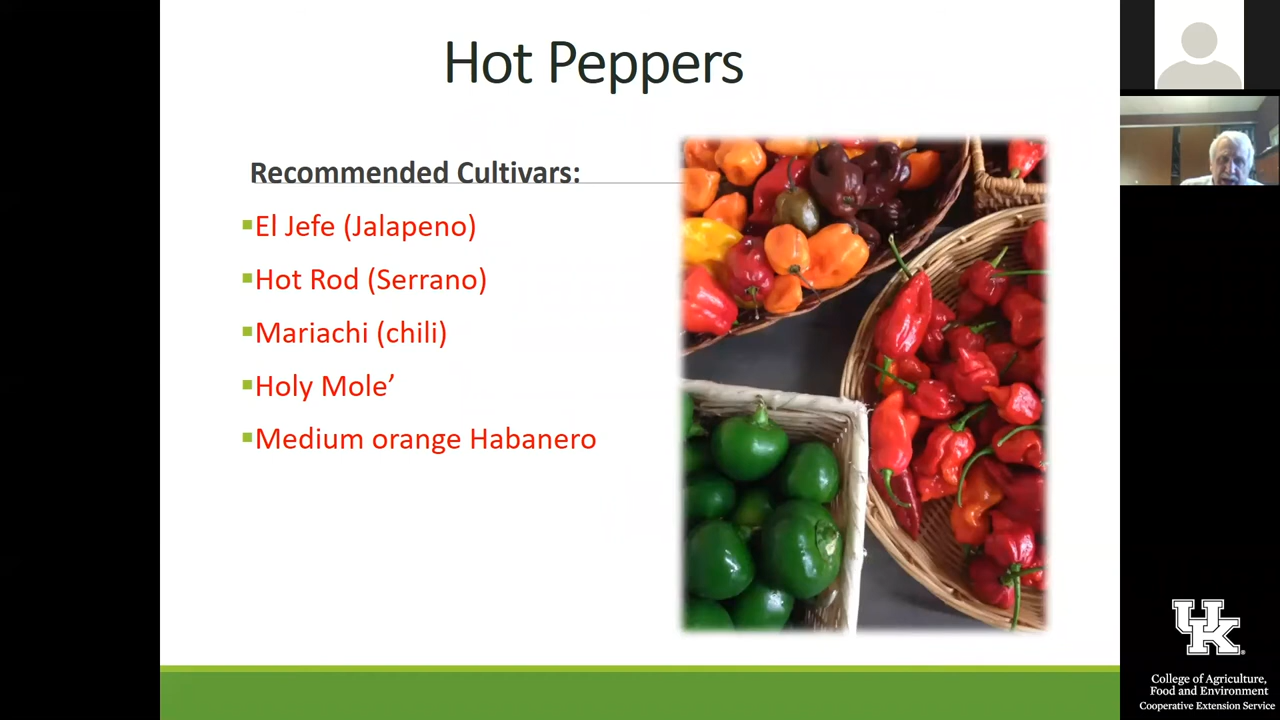 Hot Peppers
Recommended Cultivars:
El Jefe (Jalapeno)
Hot Rod (Serrano)
Mariachi (chili)
Holy Mole’
Medium orange Habanero
UK
College of Agriculture,
Food and Environment
Cooperative Extension Service